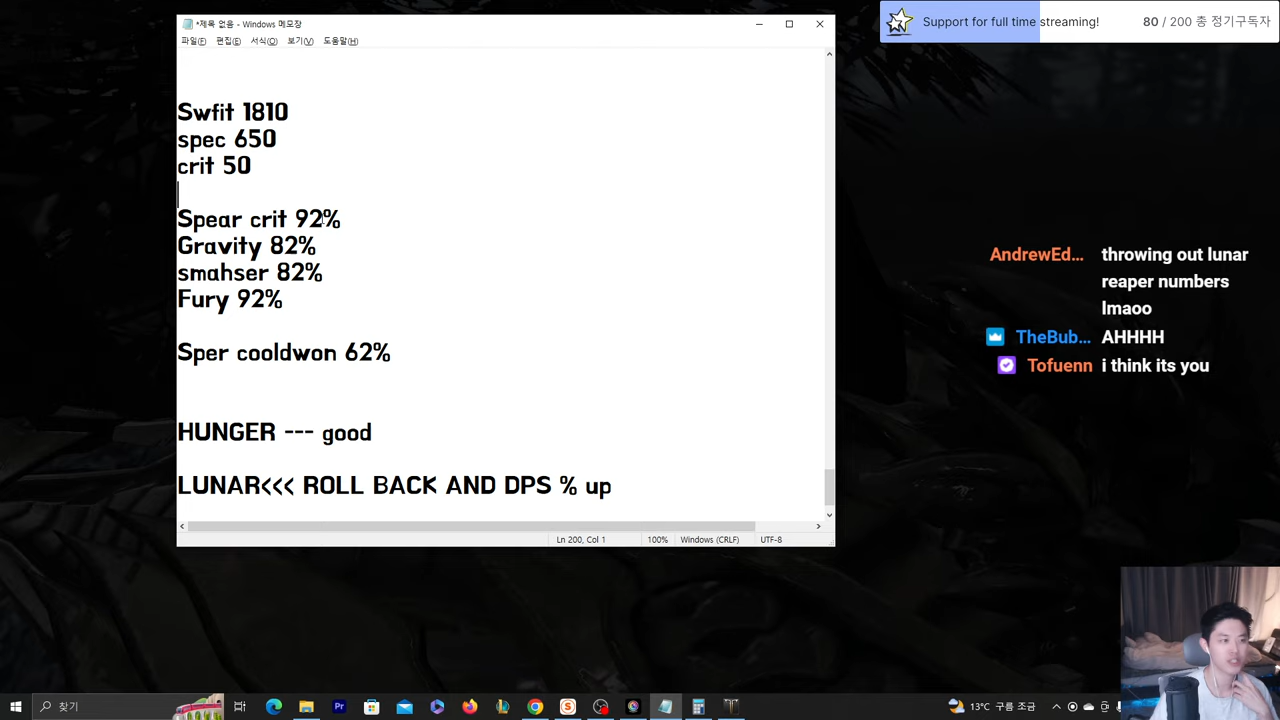 *제목 없음 - Windows 메모장
파일(F) 편집(E) 서식(O) 보기(V) 도움말(H)
Swfit 1810
spec 650
crit 50
Spear crit 92%
Gravity 82%
smahser 82%
Fury 92%
Sper cooldwon 62%
HUNGER --- good
LUNAR<<< ROLL BACK AND DPS % up
Ln 200, Col 1 100% Windows (CRLF) UTF-8
Support for full time streaming! 80 / 200 종 정기구독자
AndrewEd... throwing out lunar
reaper numbers
lmaoo
TheBub... AHHHH
Tofuenn i think its you
찾기
13°C 구름 조금